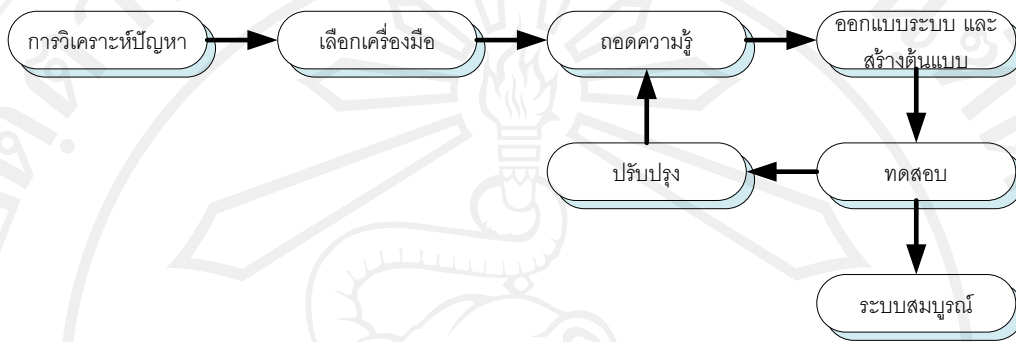 การวิเคราะห์ปัญหา
เลือกเครื่องมือ
ถอดความรู้
ออกแบบระบบ และ
สร้างต้นแบบ
ปรับปรุง
ทดสอบ
ระบบสมบูรณ์